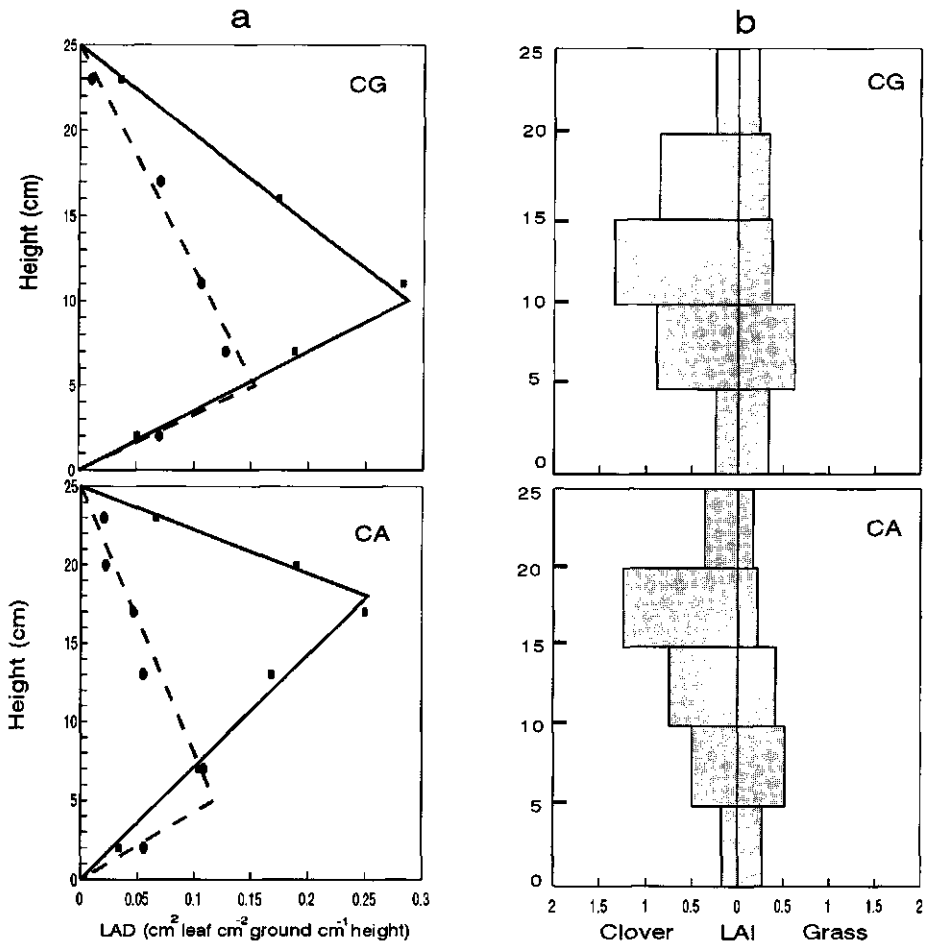 a
b
25
20
15
10
5
0
Height (cm)
CG
25
20
15
10
5
0
CG
25
20
15
10
5
0
Height (cm)
CA
0 0.05 0.1 0.15 0.2 0.25 0.3
LAD (cm² leaf cm⁻² ground cm⁻¹ height)
25
20
15
10
5
0
CA
2 1.5 1 0.5 0 0.5 1 1.5 2
Clover LAI Grass